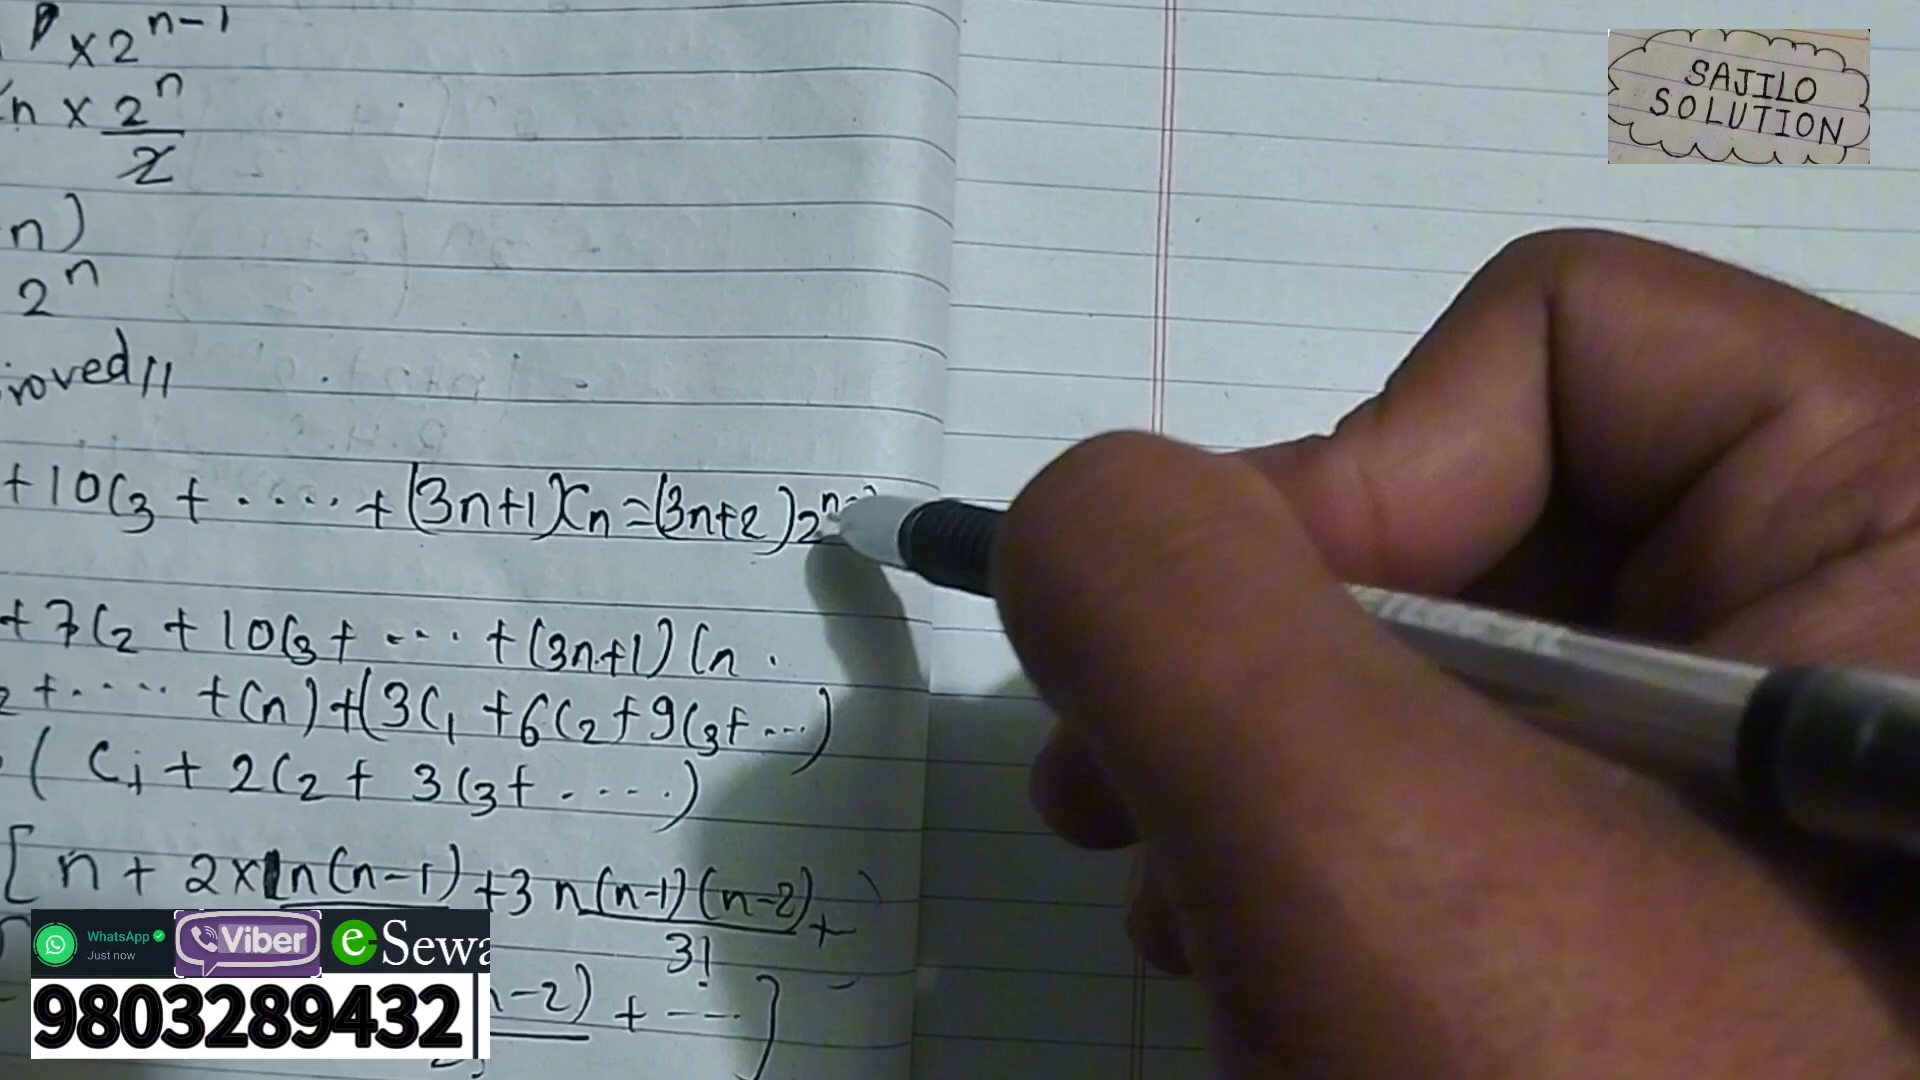 × 2^(n-1)
n × 2^n / 2
n)
2^n
roved//
+ 10C3 + ..... + (3n+1)Cn = (3n+2)2^(n-
+ 7C2 + 10C3 + .... + (3n+1)Cn .
2 + ..... + Cn) + (3C1 + 6C2 + 9C3 + ...)
( C1 + 2C2 + 3C3 + .....)
[ n + 2× n(n-1) + 3 n(n-1)(n-2) / 3! +
-2) + ---- ]
SAJILO
SOLUTION
WhatsApp
Just now
Viber
e-Sewa
9803289432